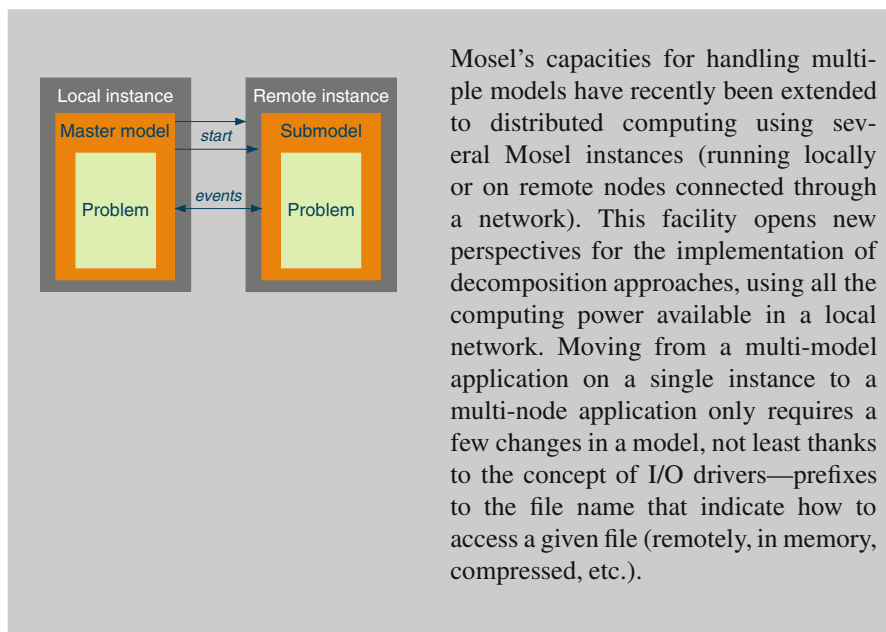 Local instance
Remote instance
Master model
start
Submodel
Problem
events
Problem
Mosel’s capacities for handling multi-
ple models have recently been extended
to distributed computing using sev-
eral Mosel instances (running locally
or on remote nodes connected through
a network). This facility opens new
perspectives for the implementation of
decomposition approaches, using all the
computing power available in a local
network. Moving from a multi-model
application on a single instance to a
multi-node application only requires a
few changes in a model, not least thanks
to the concept of I/O drivers—prefixes
to the file name that indicate how to
access a given file (remotely, in memory,
compressed, etc.).